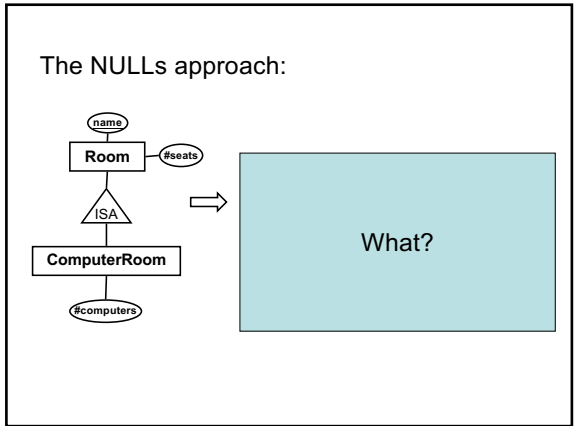 The NULLs approach:
name
Room
#seats
ISA
What?
ComputerRoom
#computers